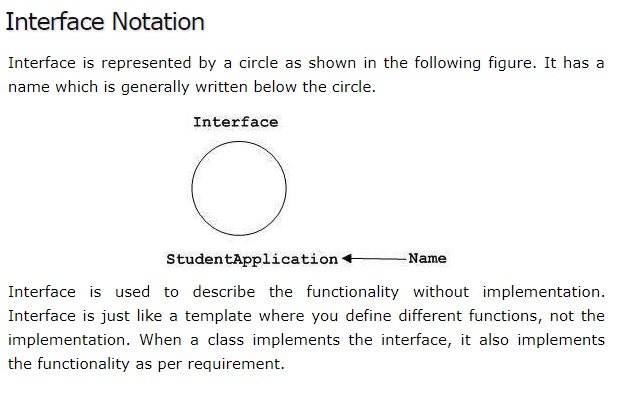 Interface Notation
Interface is represented by a circle as shown in the following figure. It has a
name which is generally written below the circle.
Interface
StudentApplication Name
Interface is used to describe the functionality without implementation.
Interface is just like a template where you define different functions, not the
implementation. When a class implements the interface, it also implements
the functionality as per requirement.